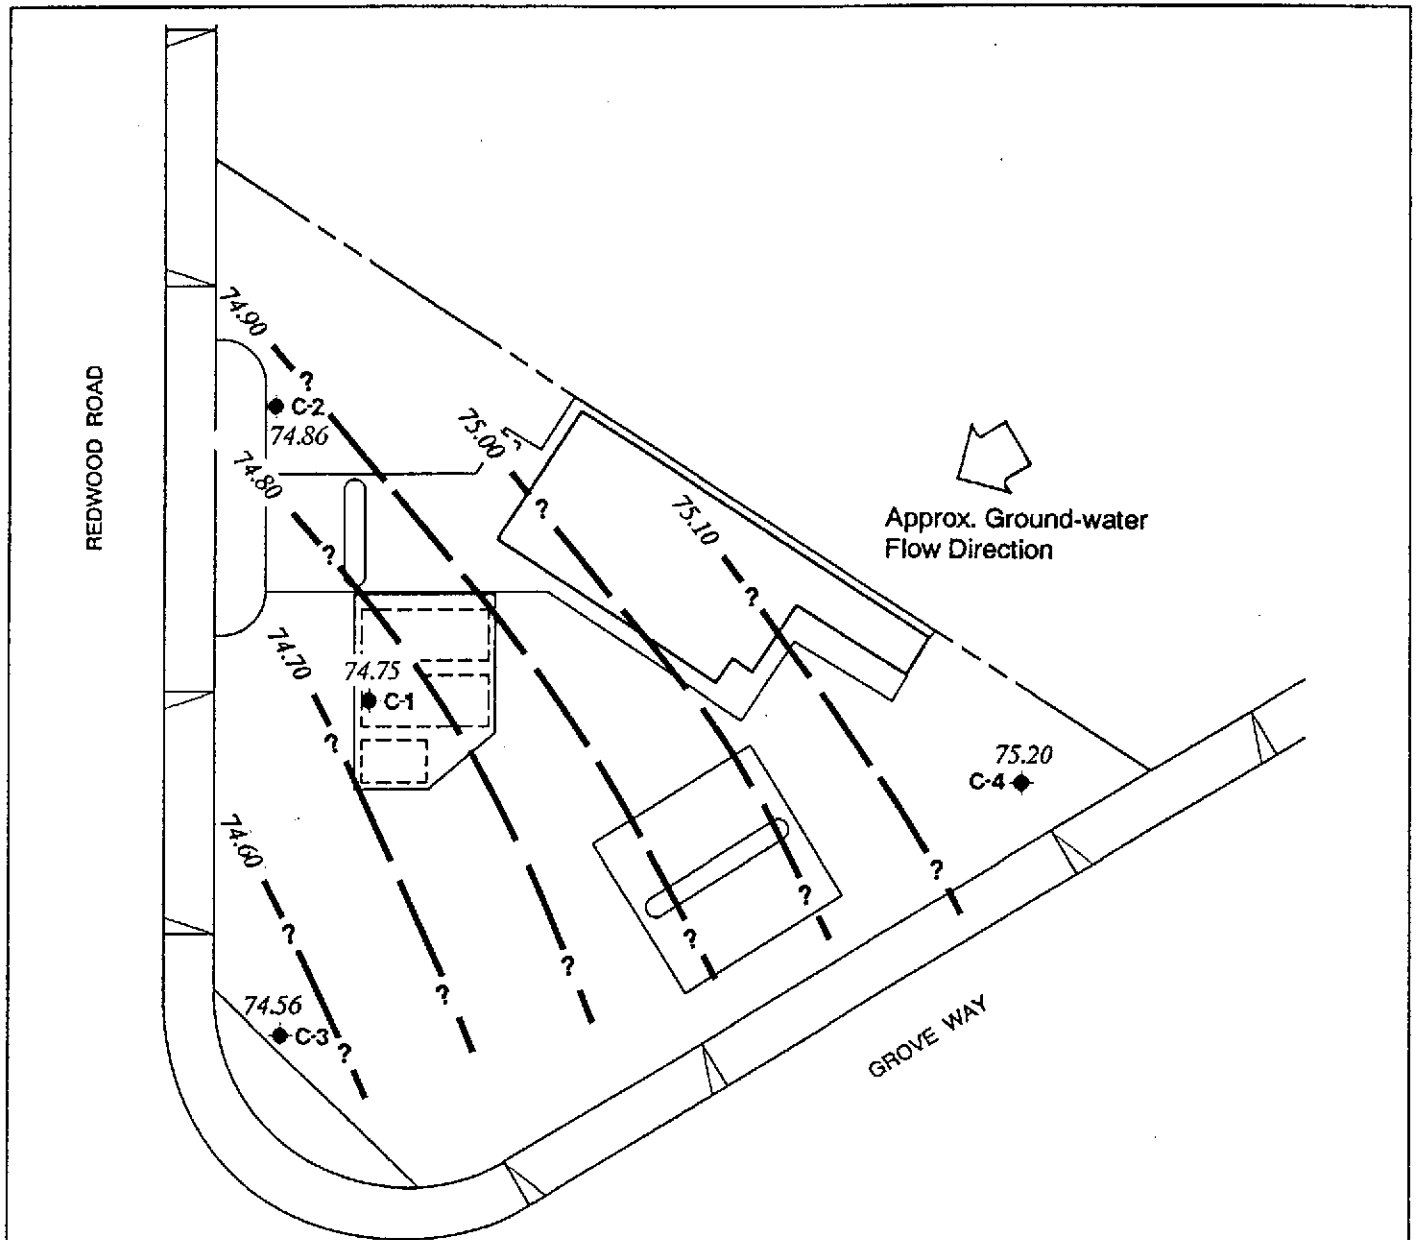 REDWOOD ROAD
74.90
?
C-2
74.86
74.80
?
75.00
?
75.10
?
Approx. Ground-water
Flow Direction
74.70
?
74.75
C-1
75.20
C-4
74.60
?
?
?
?
?
?
74.56
C-3
?
GROVE WAY